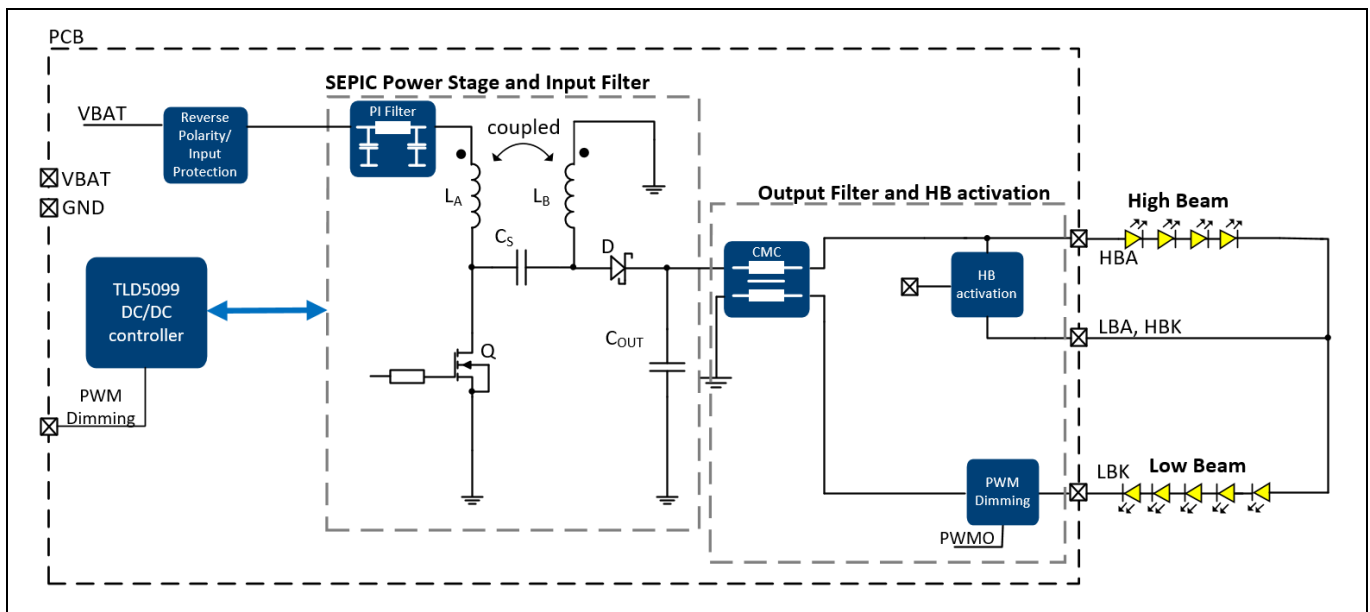 PCB
SEPIC Power Stage and Input Filter
VBAT
Reverse
Polarity/
Input
Protection
PI Filter
coupled
VBAT
GND
LA
LB
Output Filter and HB activation
High Beam
CS
D
CMC
HBA
HB
activation
TLD5099
DC/DC
controller
LBA, HBK
COUT
Q
PWM
Dimming
LBK
Low Beam
PWM
Dimming
PWMO